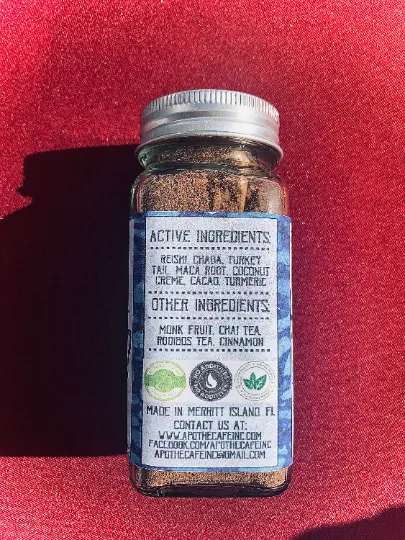 ACTIVE INGREDIENTS:
REISHI, CHAGA, TURKEY
TAIL, MACA ROOT, COCONUT
CREME, CACAO, TURMERIC
OTHER INGREDIENTS:
MONK FRUIT, CHAI TEA,
ROOIBOS TEA, CINNAMON
MADE IN MERRITT ISLAND, FL
CONTACT US AT:
WWW.APOTHECAFEINC.COM
FACEBOOK.COM/APOTHECAFEINC
APOTHECAFEINC@GMAIL.COM